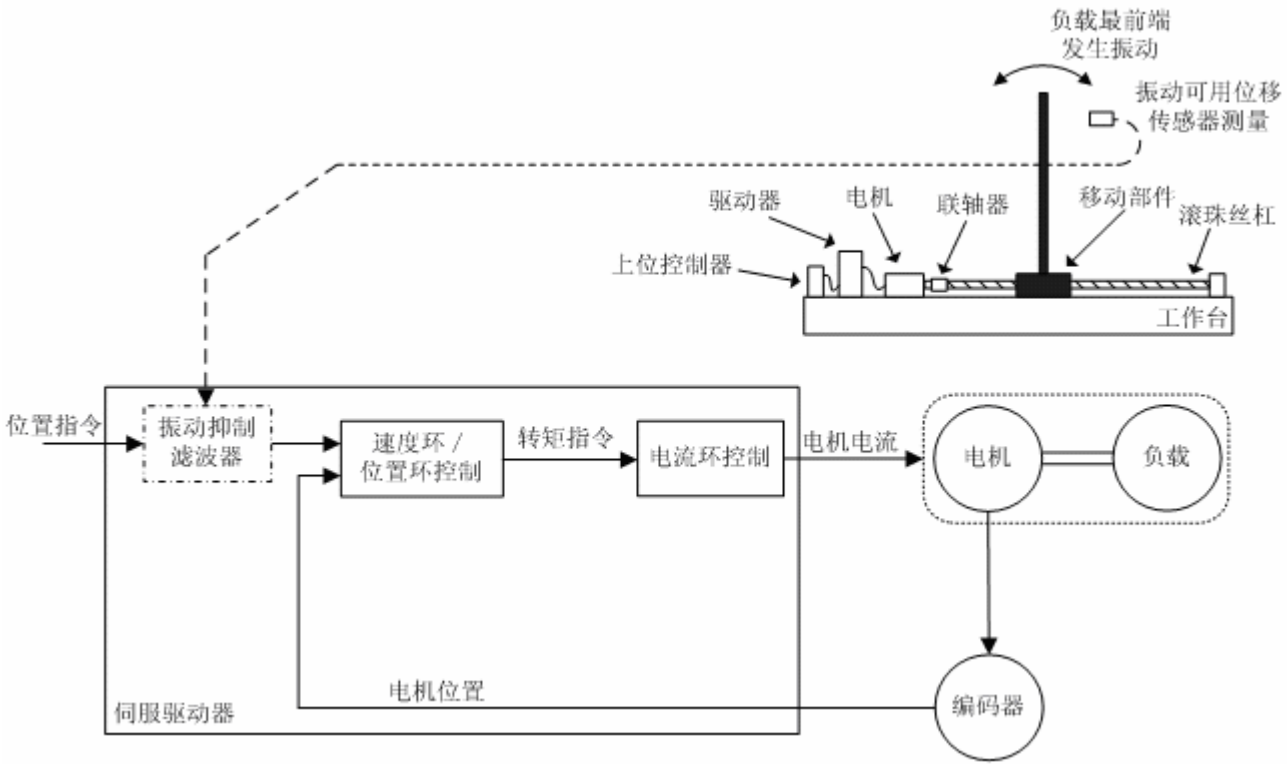 负载最前端
发生振动
振动可用位移
传感器测量
驱动器
电机
联轴器
移动部件
滚珠丝杠
上位控制器
工作台
位置指令
振动抑制
滤波器
速度环/
位置环控制
转矩指令
电流环控制
电机电流
电机
负载
电机位置
伺服驱动器
编码器